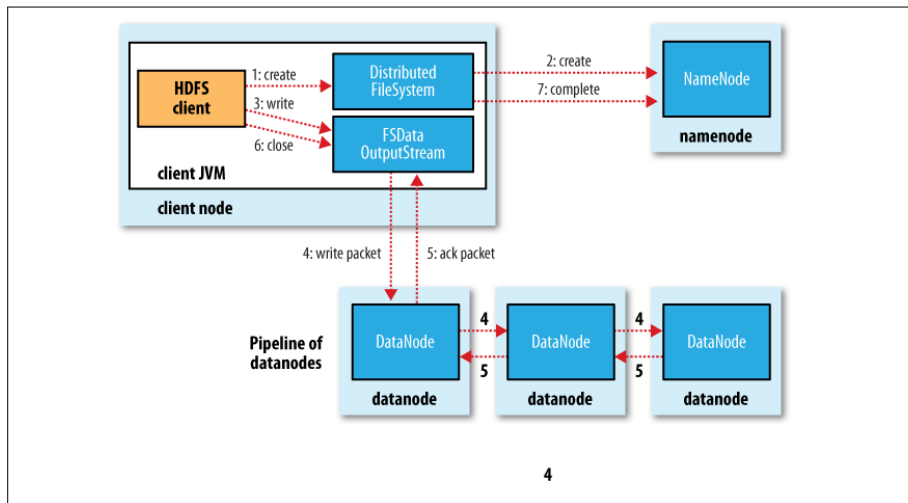 1: create
HDFS
client
3: write
6: close
Distributed
FileSystem
FSData
OutputStream
client JVM
client node
2: create
7: complete
NameNode
namenode
4: write packet
5: ack packet
Pipeline of
datanodes
DataNode
4
5
DataNode
4
5
DataNode
datanode
datanode
datanode
4